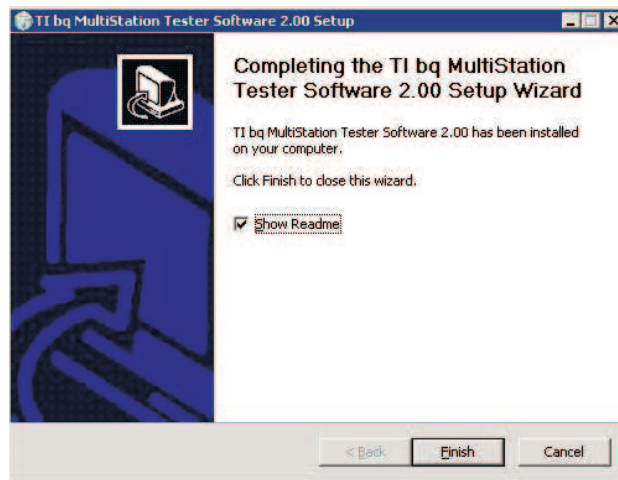 TI bq MultiStation Tester Software 2.00 Setup
Completing the TI bq MultiStation
Tester Software 2.00 Setup Wizard
TI bq MultiStation Tester Software 2.00 has been installed
on your computer.
Click Finish to close this wizard.
Show Readme
< Back
Finish
Cancel